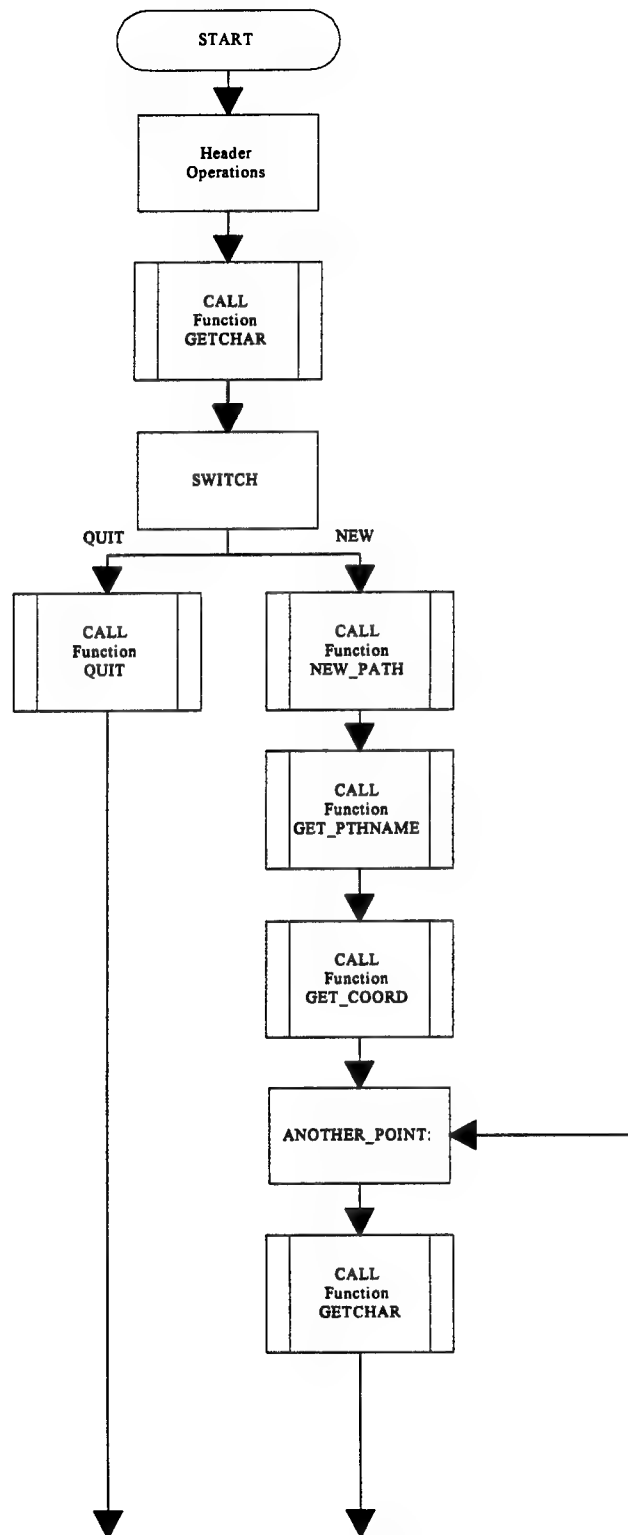 START
Header
Operations
CALL
Function
GETCHAR
SWITCH
QUIT
NEW
CALL
Function
QUIT
CALL
Function
NEW_PATH
CALL
Function
GET_PTHNAME
CALL
Function
GET_COORD
ANOTHER_POINT:
CALL
Function
GETCHAR